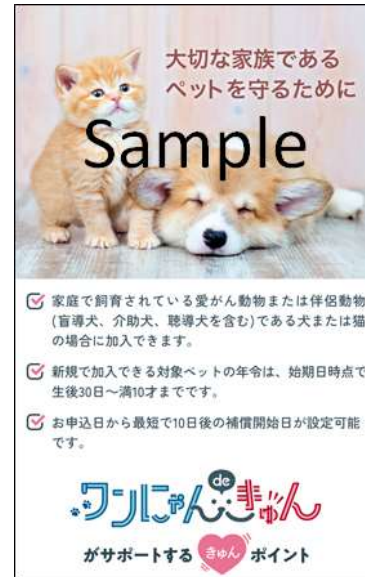 大切な家族である
ペットを守るために
Sample
家庭で飼育されている愛がん動物または伴侶動物
(盲導犬、介助犬、聴導犬を含む)である犬または猫
の場合に加入できます。
新規で加入できる対象ペットの年令は、始期日時点で
生後30日～満10才までです。
お申込日から最短で10日後の補償開始日が設定可能
です。
ワンにゃん de きゅん
がサポートする きゅん ポイント